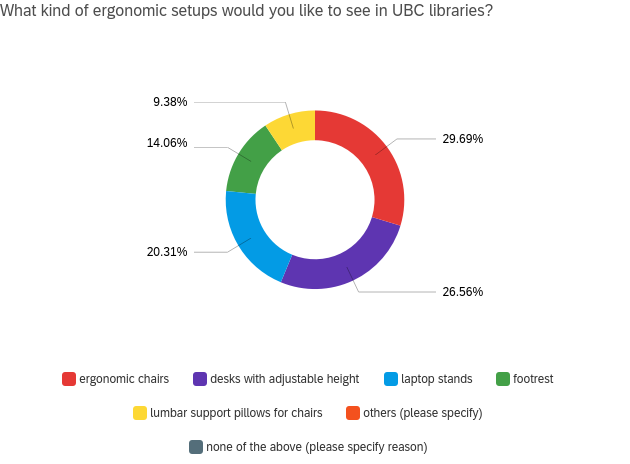 What kind of ergonomic setups would you like to see in UBC libraries?
9.38%
29.69%
14.06%
20.31%
26.56%
ergonomic chairs desks with adjustable height laptop stands footrest
lumbar support pillows for chairs others (please specify)
none of the above (please specify reason)